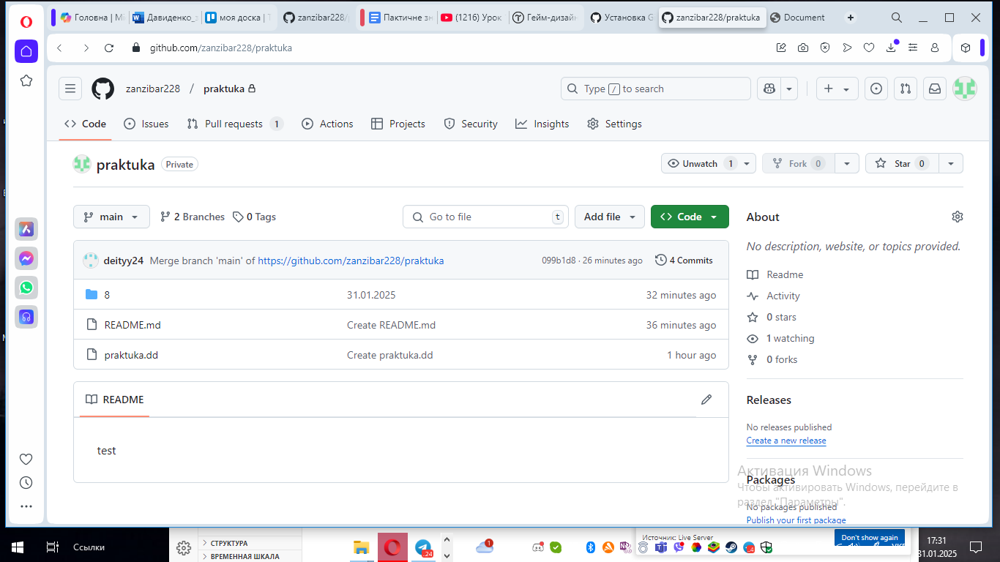 Головна | Mi
Давиденко_з
моя доска | T
zanzibar228/p
Пактичне зн
(1216) Урок
Гейм-дизайн
Установка G
zanzibar228/praktuka
Document
github.com/zanzibar228/praktuka
zanzibar228 / praktuka
Type / to search
Code
Issues
Pull requests 1
Actions
Projects
Security
Insights
Settings
praktuka Private
Unwatch 1
Fork 0
Star 0
main
2 Branches
0 Tags
Go to file t
Add file
Code
About
No description, website, or topics provided.
deityy24 Merge branch 'main' of https://github.com/zanzibar228/praktuka
099b1d8 · 26 minutes ago
4 Commits
8 31.01.2025 32 minutes ago
README.md Create README.md 36 minutes ago
praktuka.dd Create praktuka.dd 1 hour ago
Readme
Activity
0 stars
1 watching
0 forks
README
test
Releases
No releases published
Create a new release
Packages
No packages published
Publish your first package
Активация Windows
Чтобы активировать Windows, перейдите в
раздел "Параметры".
Ссылки
СТРУКТУРА
ВРЕМЕННАЯ ШКАЛА
.24
1
Источник: Live Server
Don't show again
17:31
31.01.2025